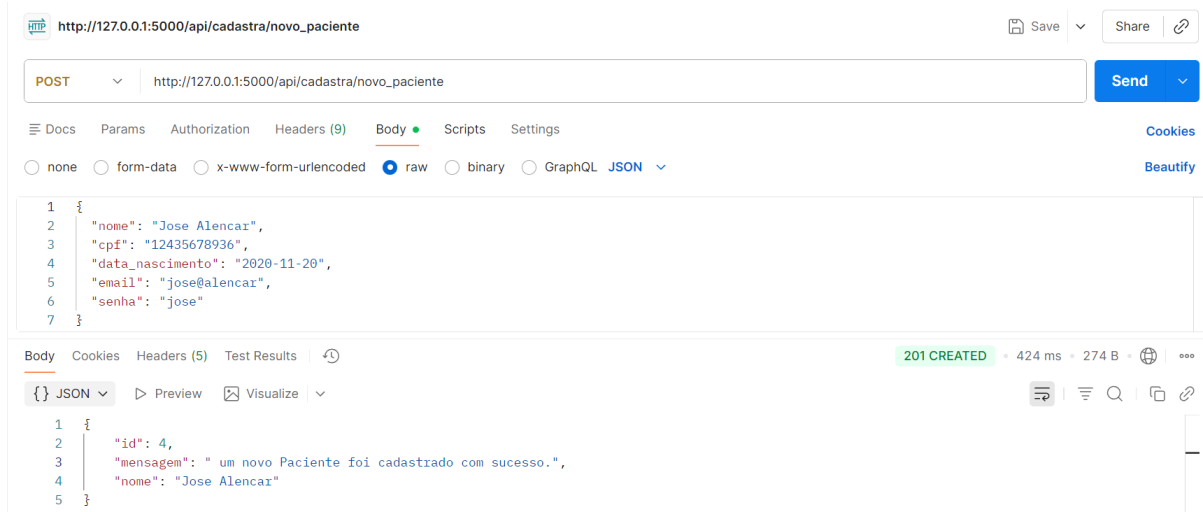 HTTP http://127.0.0.1:5000/api/cadastra/novo_paciente Save Share
POST http://127.0.0.1:5000/api/cadastra/novo_paciente Send
Docs Params Authorization Headers (9) Body Scripts Settings Cookies
none form-data x-www-form-urlencoded raw binary GraphQL JSON Beautify
1 {
2 "nome": "Jose Alencar",
3 "cpf": "12435678936",
4 "data_nascimento": "2020-11-20",
5 "email": "jose@alencar",
6 "senha": "jose"
7 }
Body Cookies Headers (5) Test Results 201 CREATED 424 ms 274 B
{} JSON Preview Visualize
1 {
2 "id": 4,
3 "mensagem": " um novo Paciente foi cadastrado com sucesso.",
4 "nome": "Jose Alencar"
5 }